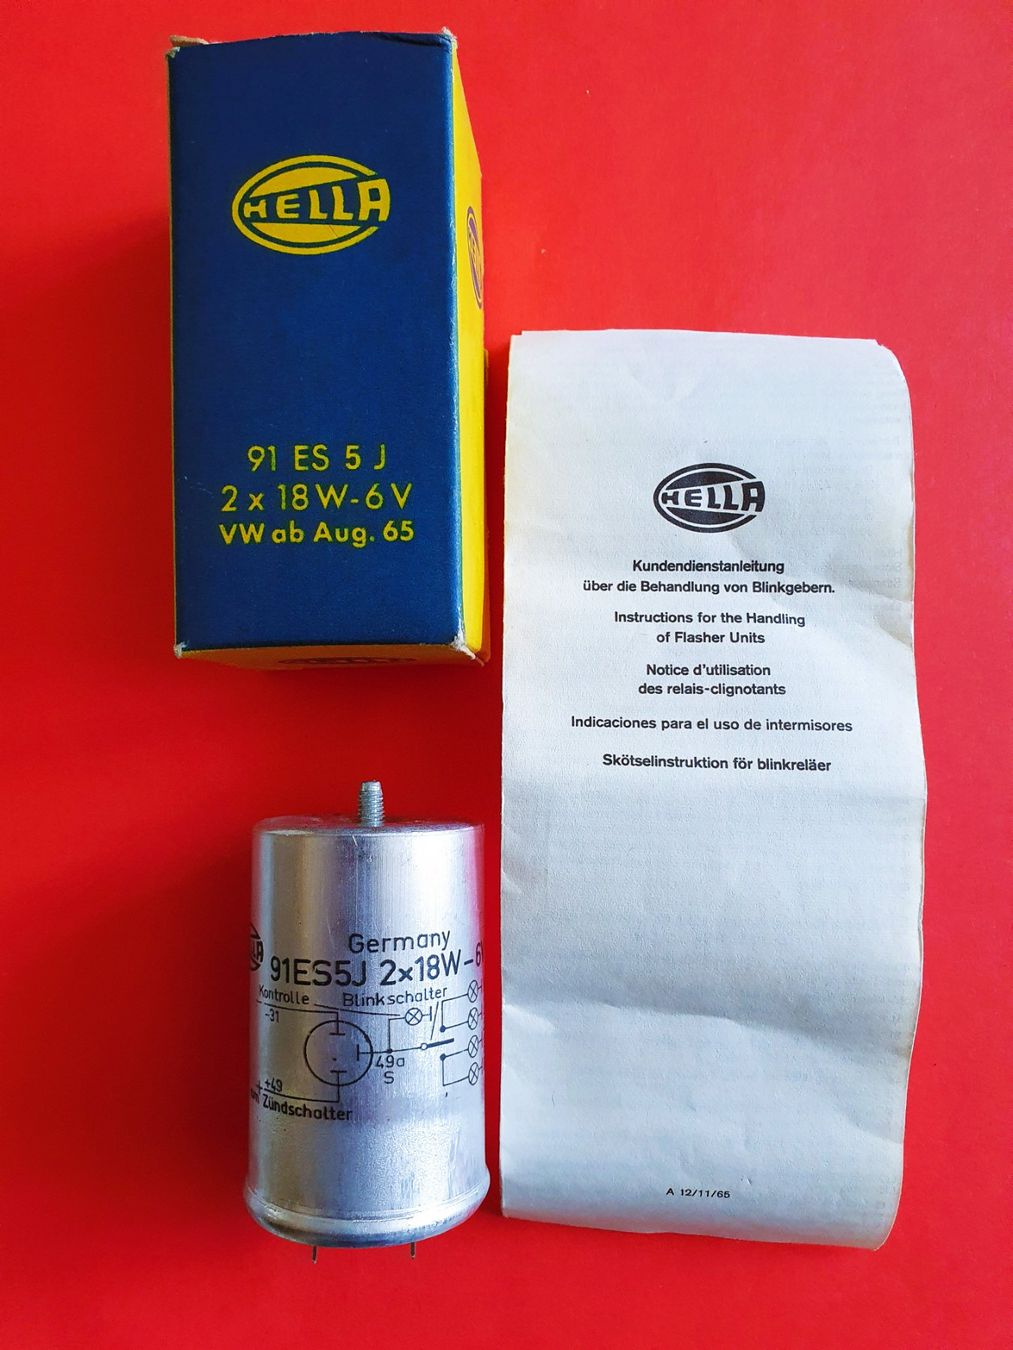 HELLA
91 ES 5 J
2 x 18 W - 6 V
VW ab Aug. 65
HELLA
Kundendienstanleitung
über die Behandlung von Blinkgebern.
Instructions for the Handling
of Flasher Units
Notice d'utilisation
des relais-clignotants
Indicaciones para el uso de intermisores
Skötselinstruktion för blinkreläer
A 12/11/65
Germany
91ES5J 2x18W-6
Kontrolle Blinkschalter
-31
49a
S
+49
Zündschalter